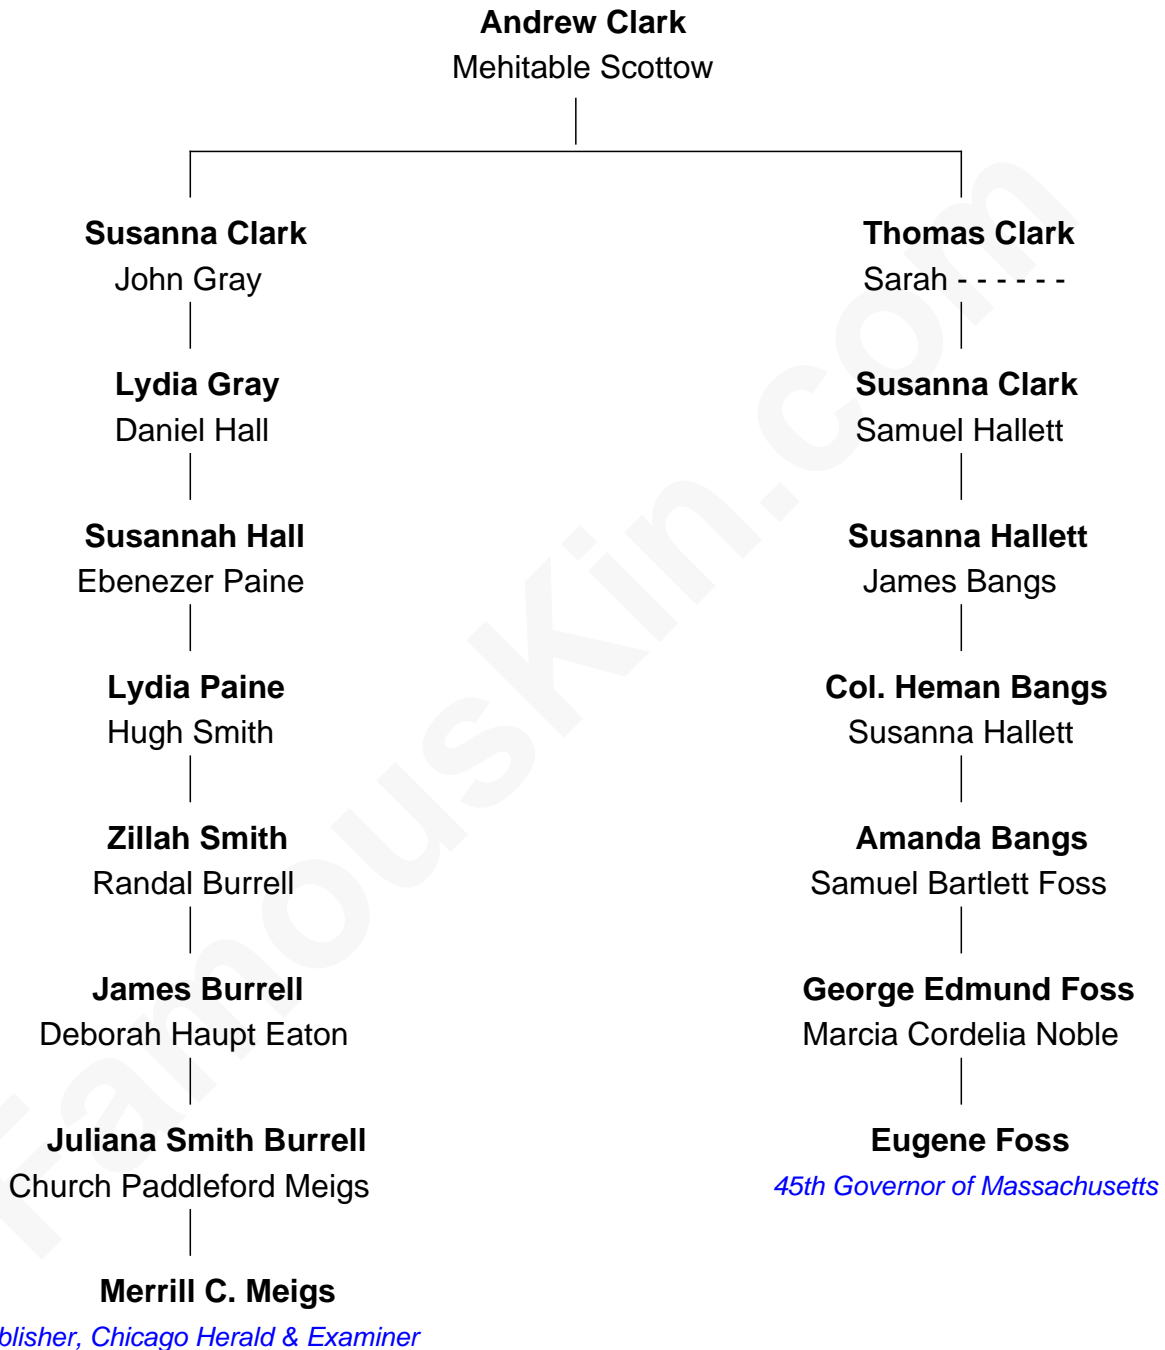 Andrew Clark
Mehitable Scottow
Susanna Clark
John Gray
Thomas Clark
Sarah - - - - - -
Lydia Gray
Daniel Hall
Susanna Clark
Samuel Hallett
Susannah Hall
Ebenezer Paine
Susanna Hallett
James Bangs
Lydia Paine
Hugh Smith
Col. Heman Bangs
Susanna Hallett
Zillah Smith
Randal Burrell
Amanda Bangs
Samuel Bartlett Foss
James Burrell
Deborah Haupt Eaton
George Edmund Foss
Marcia Cordelia Noble
Juliana Smith Burrell
Church Paddleford Meigs
Eugene Foss
45th Governor of Massachusetts
Merrill C. Meigs
blisher, Chicago Herald & Examiner
FamousKin.com